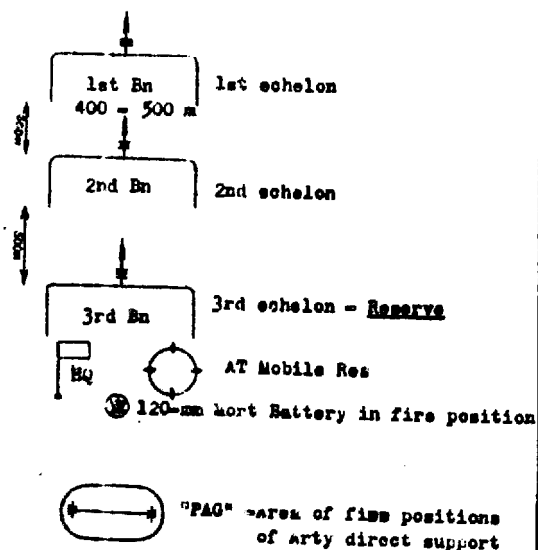 1st Bn
1st echelon
400 - 500 m
2nd Bn
2nd echelon
3rd echelon - Reserve
3rd Bn
HQ
AT Mobile Res
120-mm Mort Battery in fire position
"PAG" - Area of fire positions
of Arty direct support